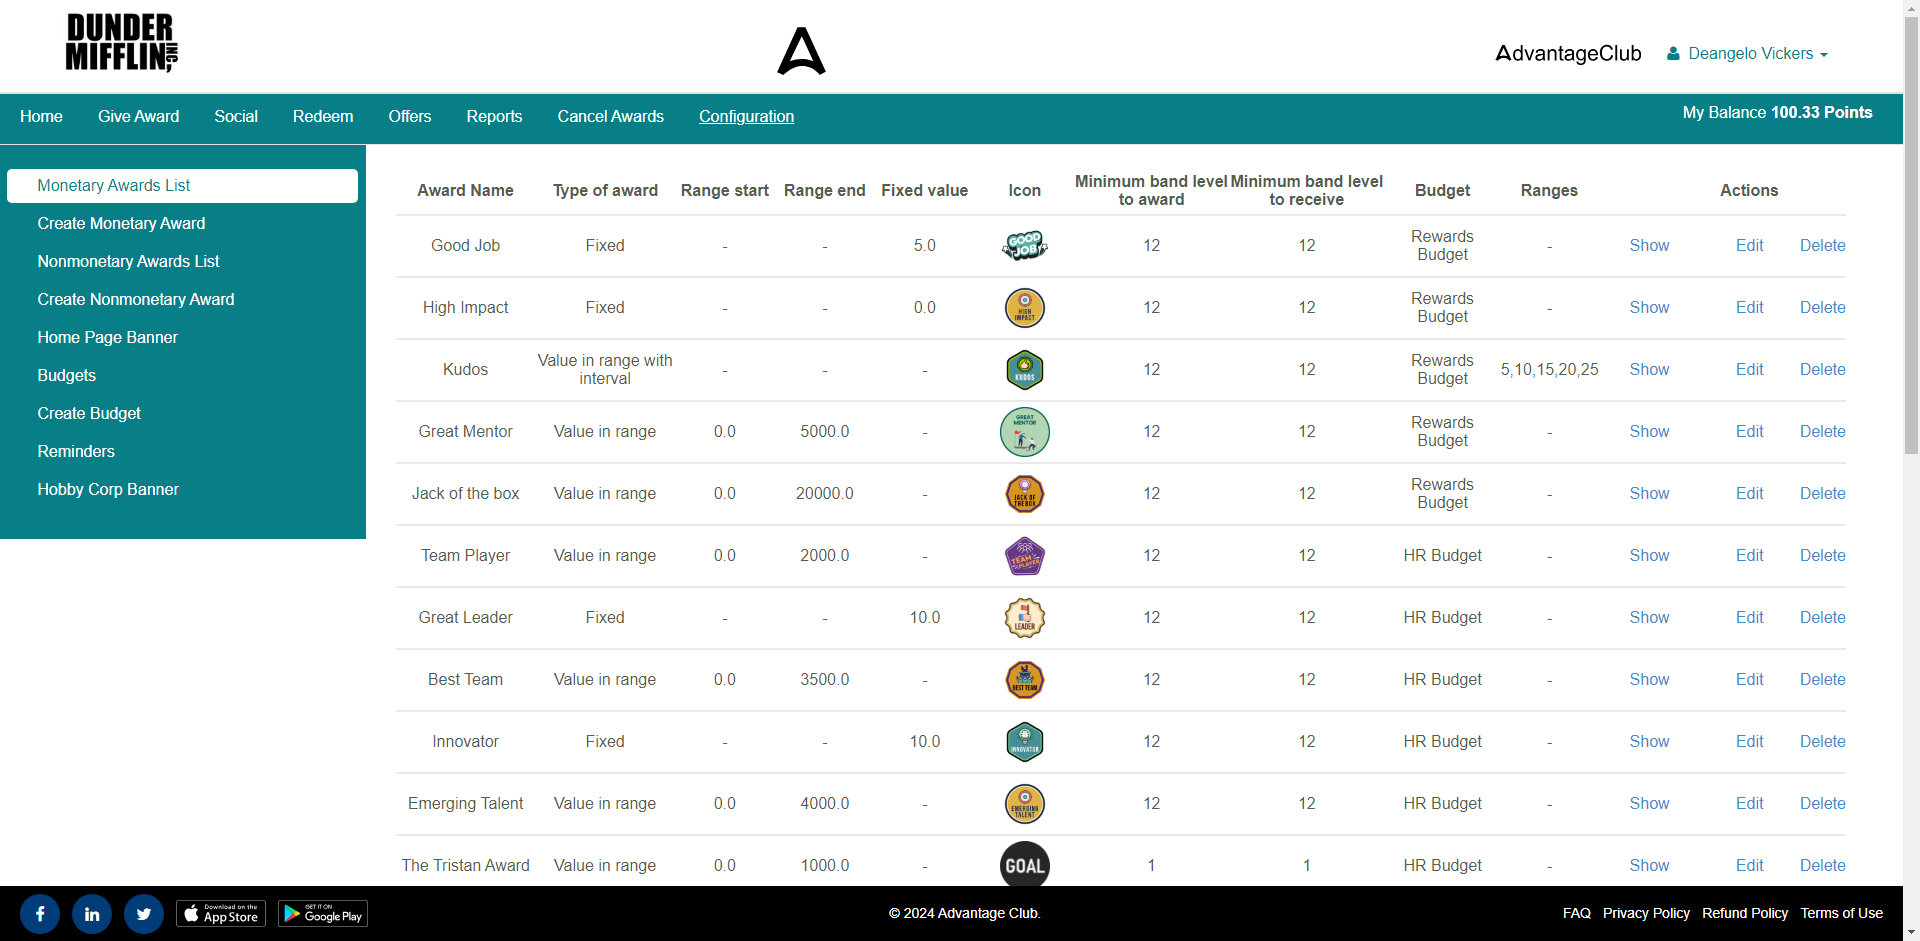 DUNDER
MIFFLIN INC,
AdvantageClub
Deangelo Vickers
Home Give Award Social Redeem Offers Reports Cancel Awards Configuration
My Balance 100.33 Points
Monetary Awards List
Create Monetary Award
Nonmonetary Awards List
Create Nonmonetary Award
Home Page Banner
Budgets
Create Budget
Reminders
Hobby Corp Banner
Award Name Type of award Range start Range end Fixed value Icon Minimum band level to award Minimum band level to receive Budget Ranges Actions
Good Job Fixed - - 5.0 GOOD JOB 12 12 Rewards Budget - Show Edit Delete
High Impact Fixed - - 0.0 HIGH IMPACT 12 12 Rewards Budget - Show Edit Delete
Kudos Value in range with interval - - - KUDOS 12 12 Rewards Budget 5,10,15,20,25 Show Edit Delete
Great Mentor Value in range 0.0 5000.0 - GREAT MENTOR 12 12 Rewards Budget - Show Edit Delete
Jack of the box Value in range 0.0 20000.0 - JACK OF THE BOX 12 12 Rewards Budget - Show Edit Delete
Team Player Value in range 0.0 2000.0 - TEAM PLAYER 12 12 HR Budget - Show Edit Delete
Great Leader Fixed - - 10.0 LEADER 12 12 HR Budget - Show Edit Delete
Best Team Value in range 0.0 3500.0 - BEST TEAM 12 12 HR Budget - Show Edit Delete
Innovator Fixed - - 10.0 INNOVATOR 12 12 HR Budget - Show Edit Delete
Emerging Talent Value in range 0.0 4000.0 - EMERGING TALENT 12 12 HR Budget - Show Edit Delete
The Tristan Award Value in range 0.0 1000.0 - GOAL 1 1 HR Budget - Show Edit Delete
Download on the App Store
GET IT ON Google Play
© 2024 Advantage Club.
FAQ Privacy Policy Refund Policy Terms of Use